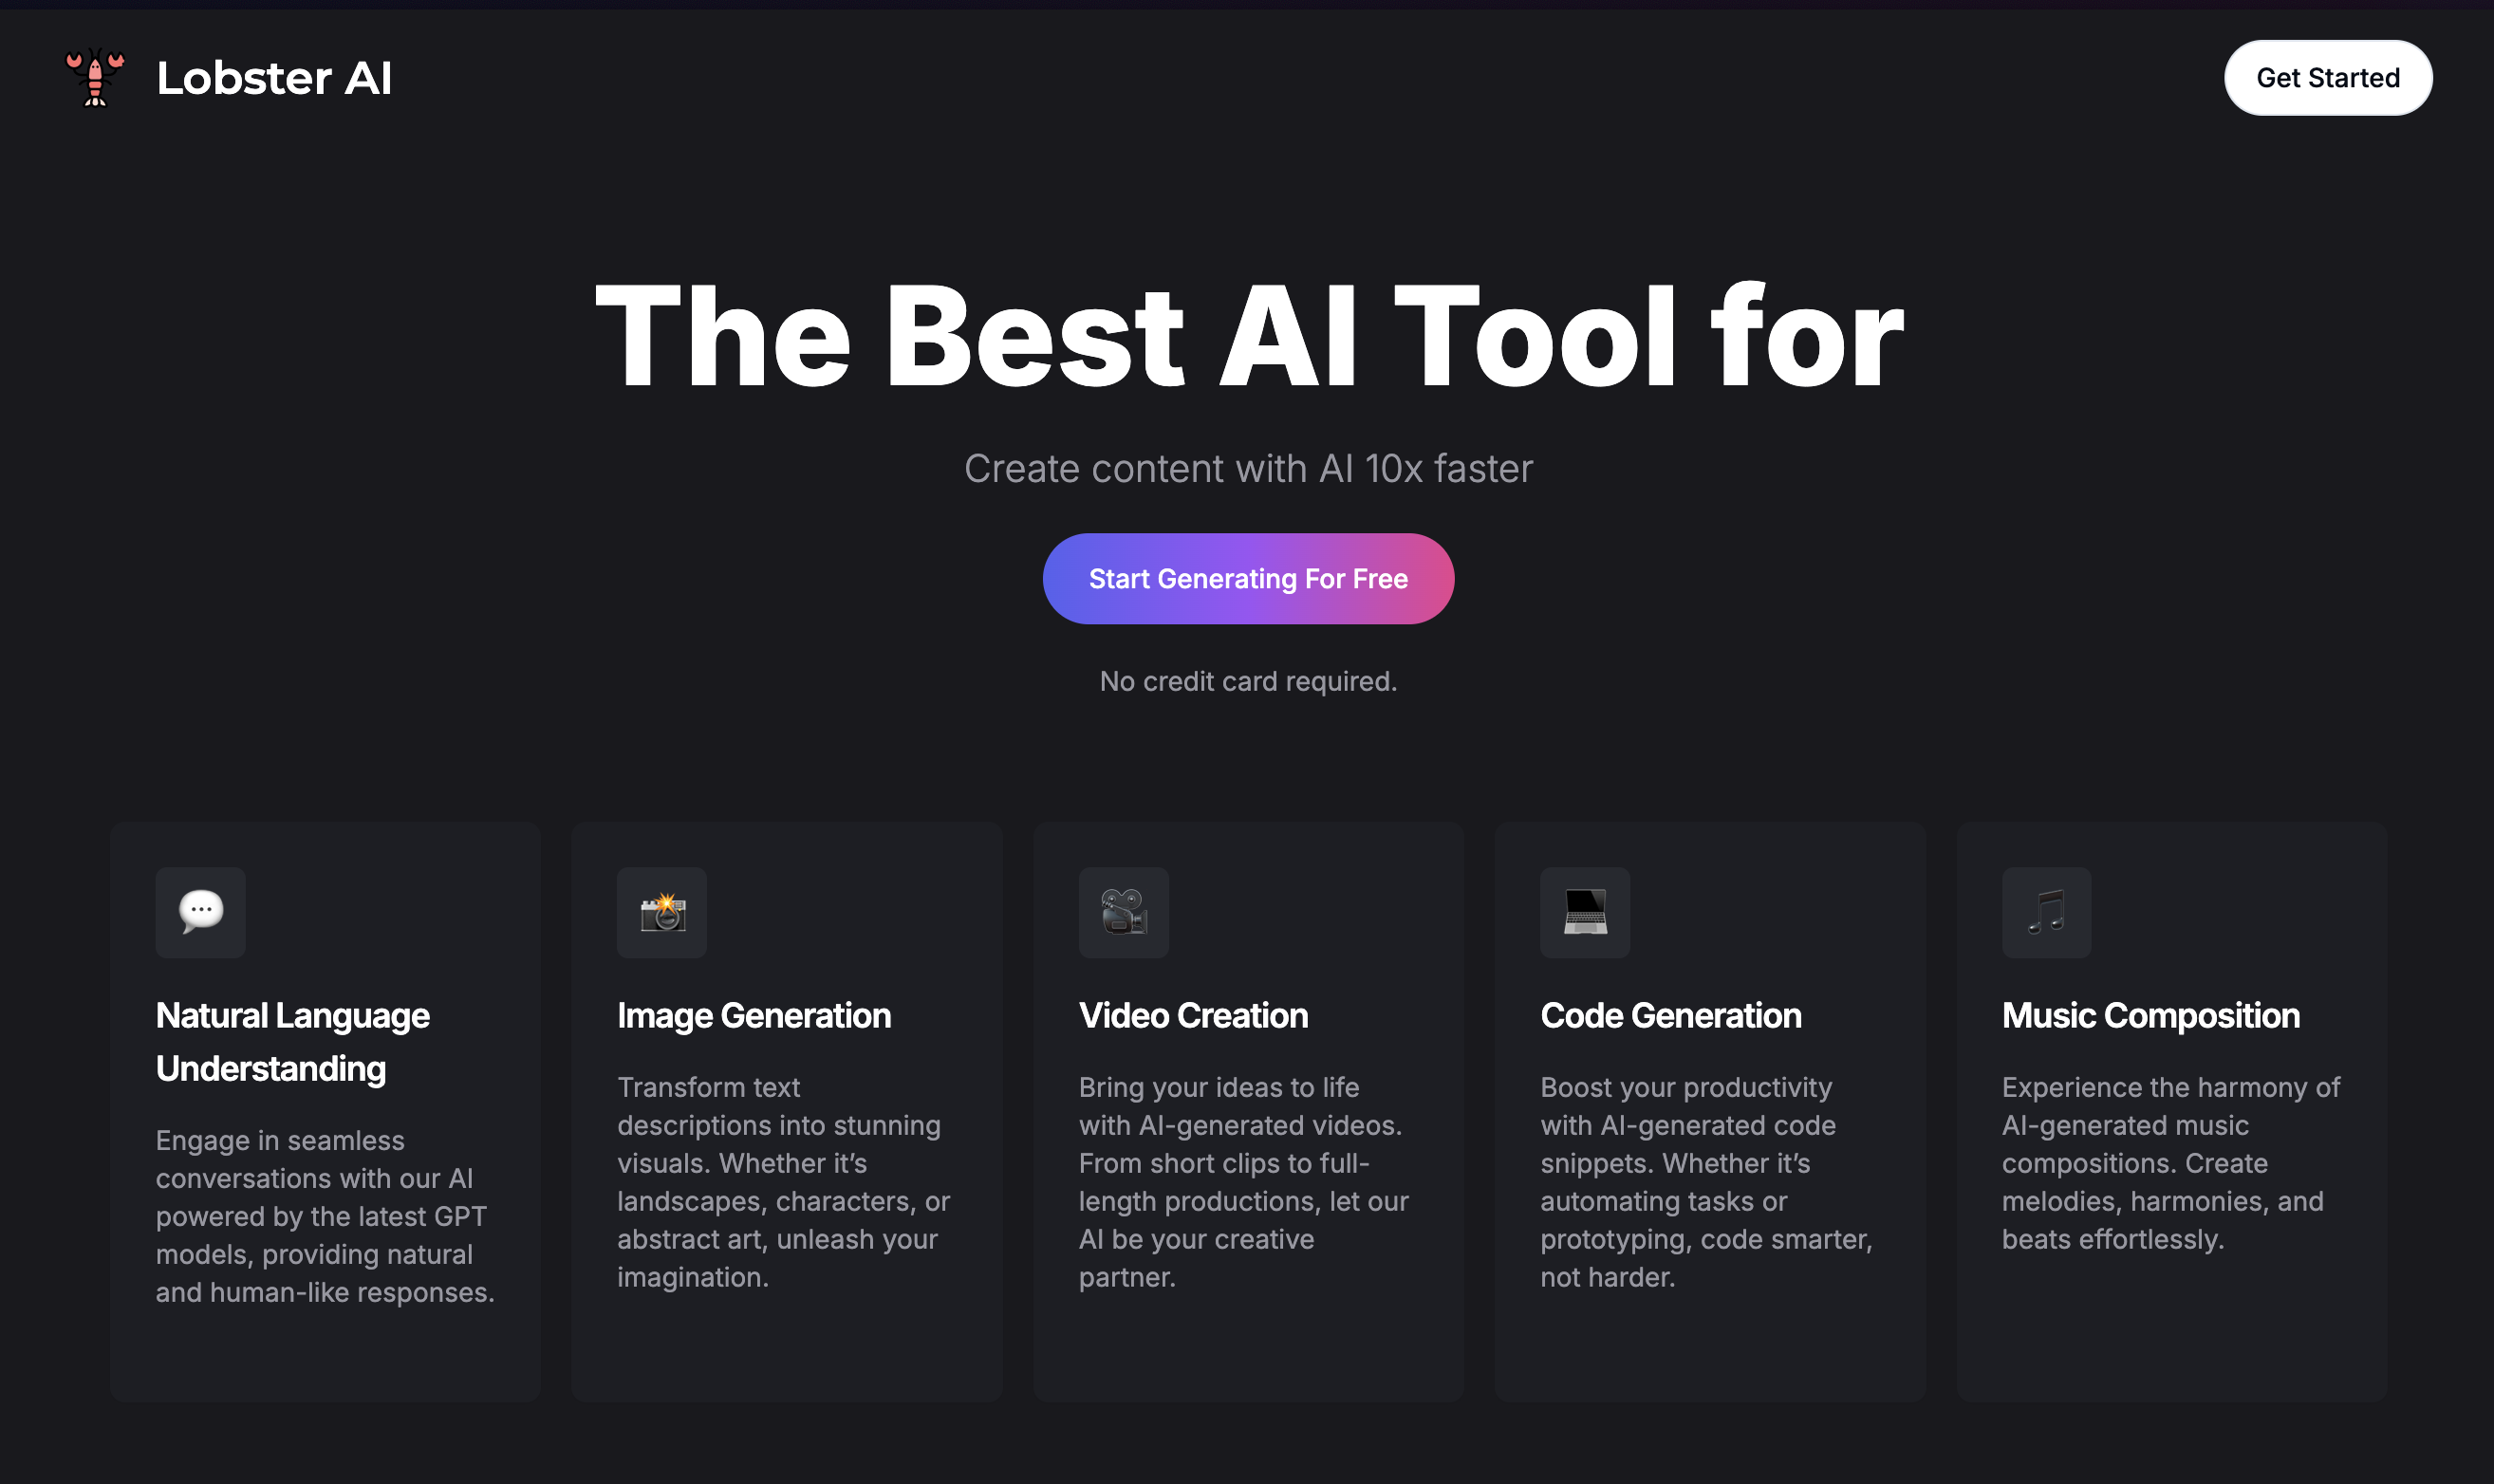 Lobster AI
Get Started
The Best AI Tool for
Create content with AI 10x faster
Start Generating For Free
No credit card required.
Natural Language
Understanding
Engage in seamless
conversations with our AI
powered by the latest GPT
models, providing natural
and human-like responses.
Image Generation
Transform text
descriptions into stunning
visuals. Whether it’s
landscapes, characters, or
abstract art, unleash your
imagination.
Video Creation
Bring your ideas to life
with AI-generated videos.
From short clips to full-
length productions, let our
AI be your creative
partner.
Code Generation
Boost your productivity
with AI-generated code
snippets. Whether it’s
automating tasks or
prototyping, code smarter,
not harder.
Music Composition
Experience the harmony of
AI-generated music
compositions. Create
melodies, harmonies, and
beats effortlessly.